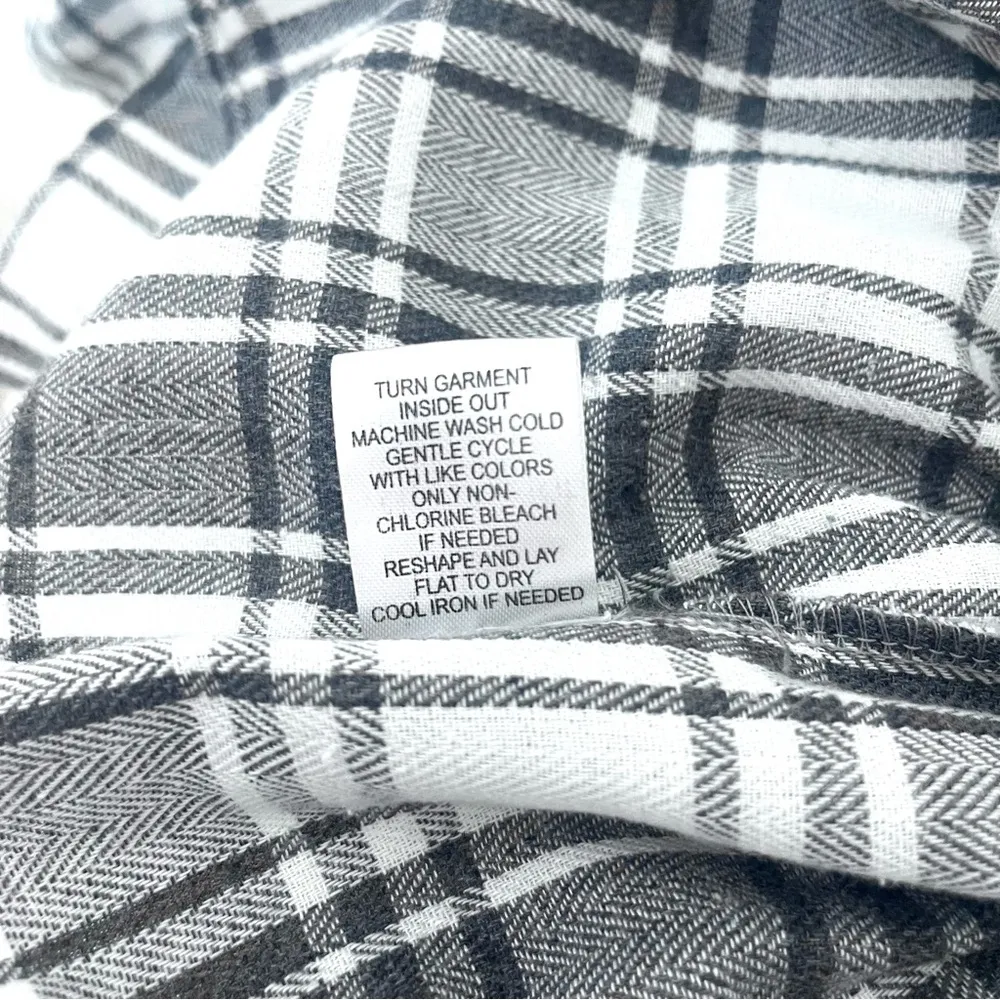 TURN GARMENT
INSIDE OUT
MACHINE WASH COLD
GENTLE CYCLE
WITH LIKE COLORS
ONLY NON-
CHLORINE BLEACH
IF NEEDED
RESHAPE AND LAY
FLAT TO DRY
COOL IRON IF NEEDED